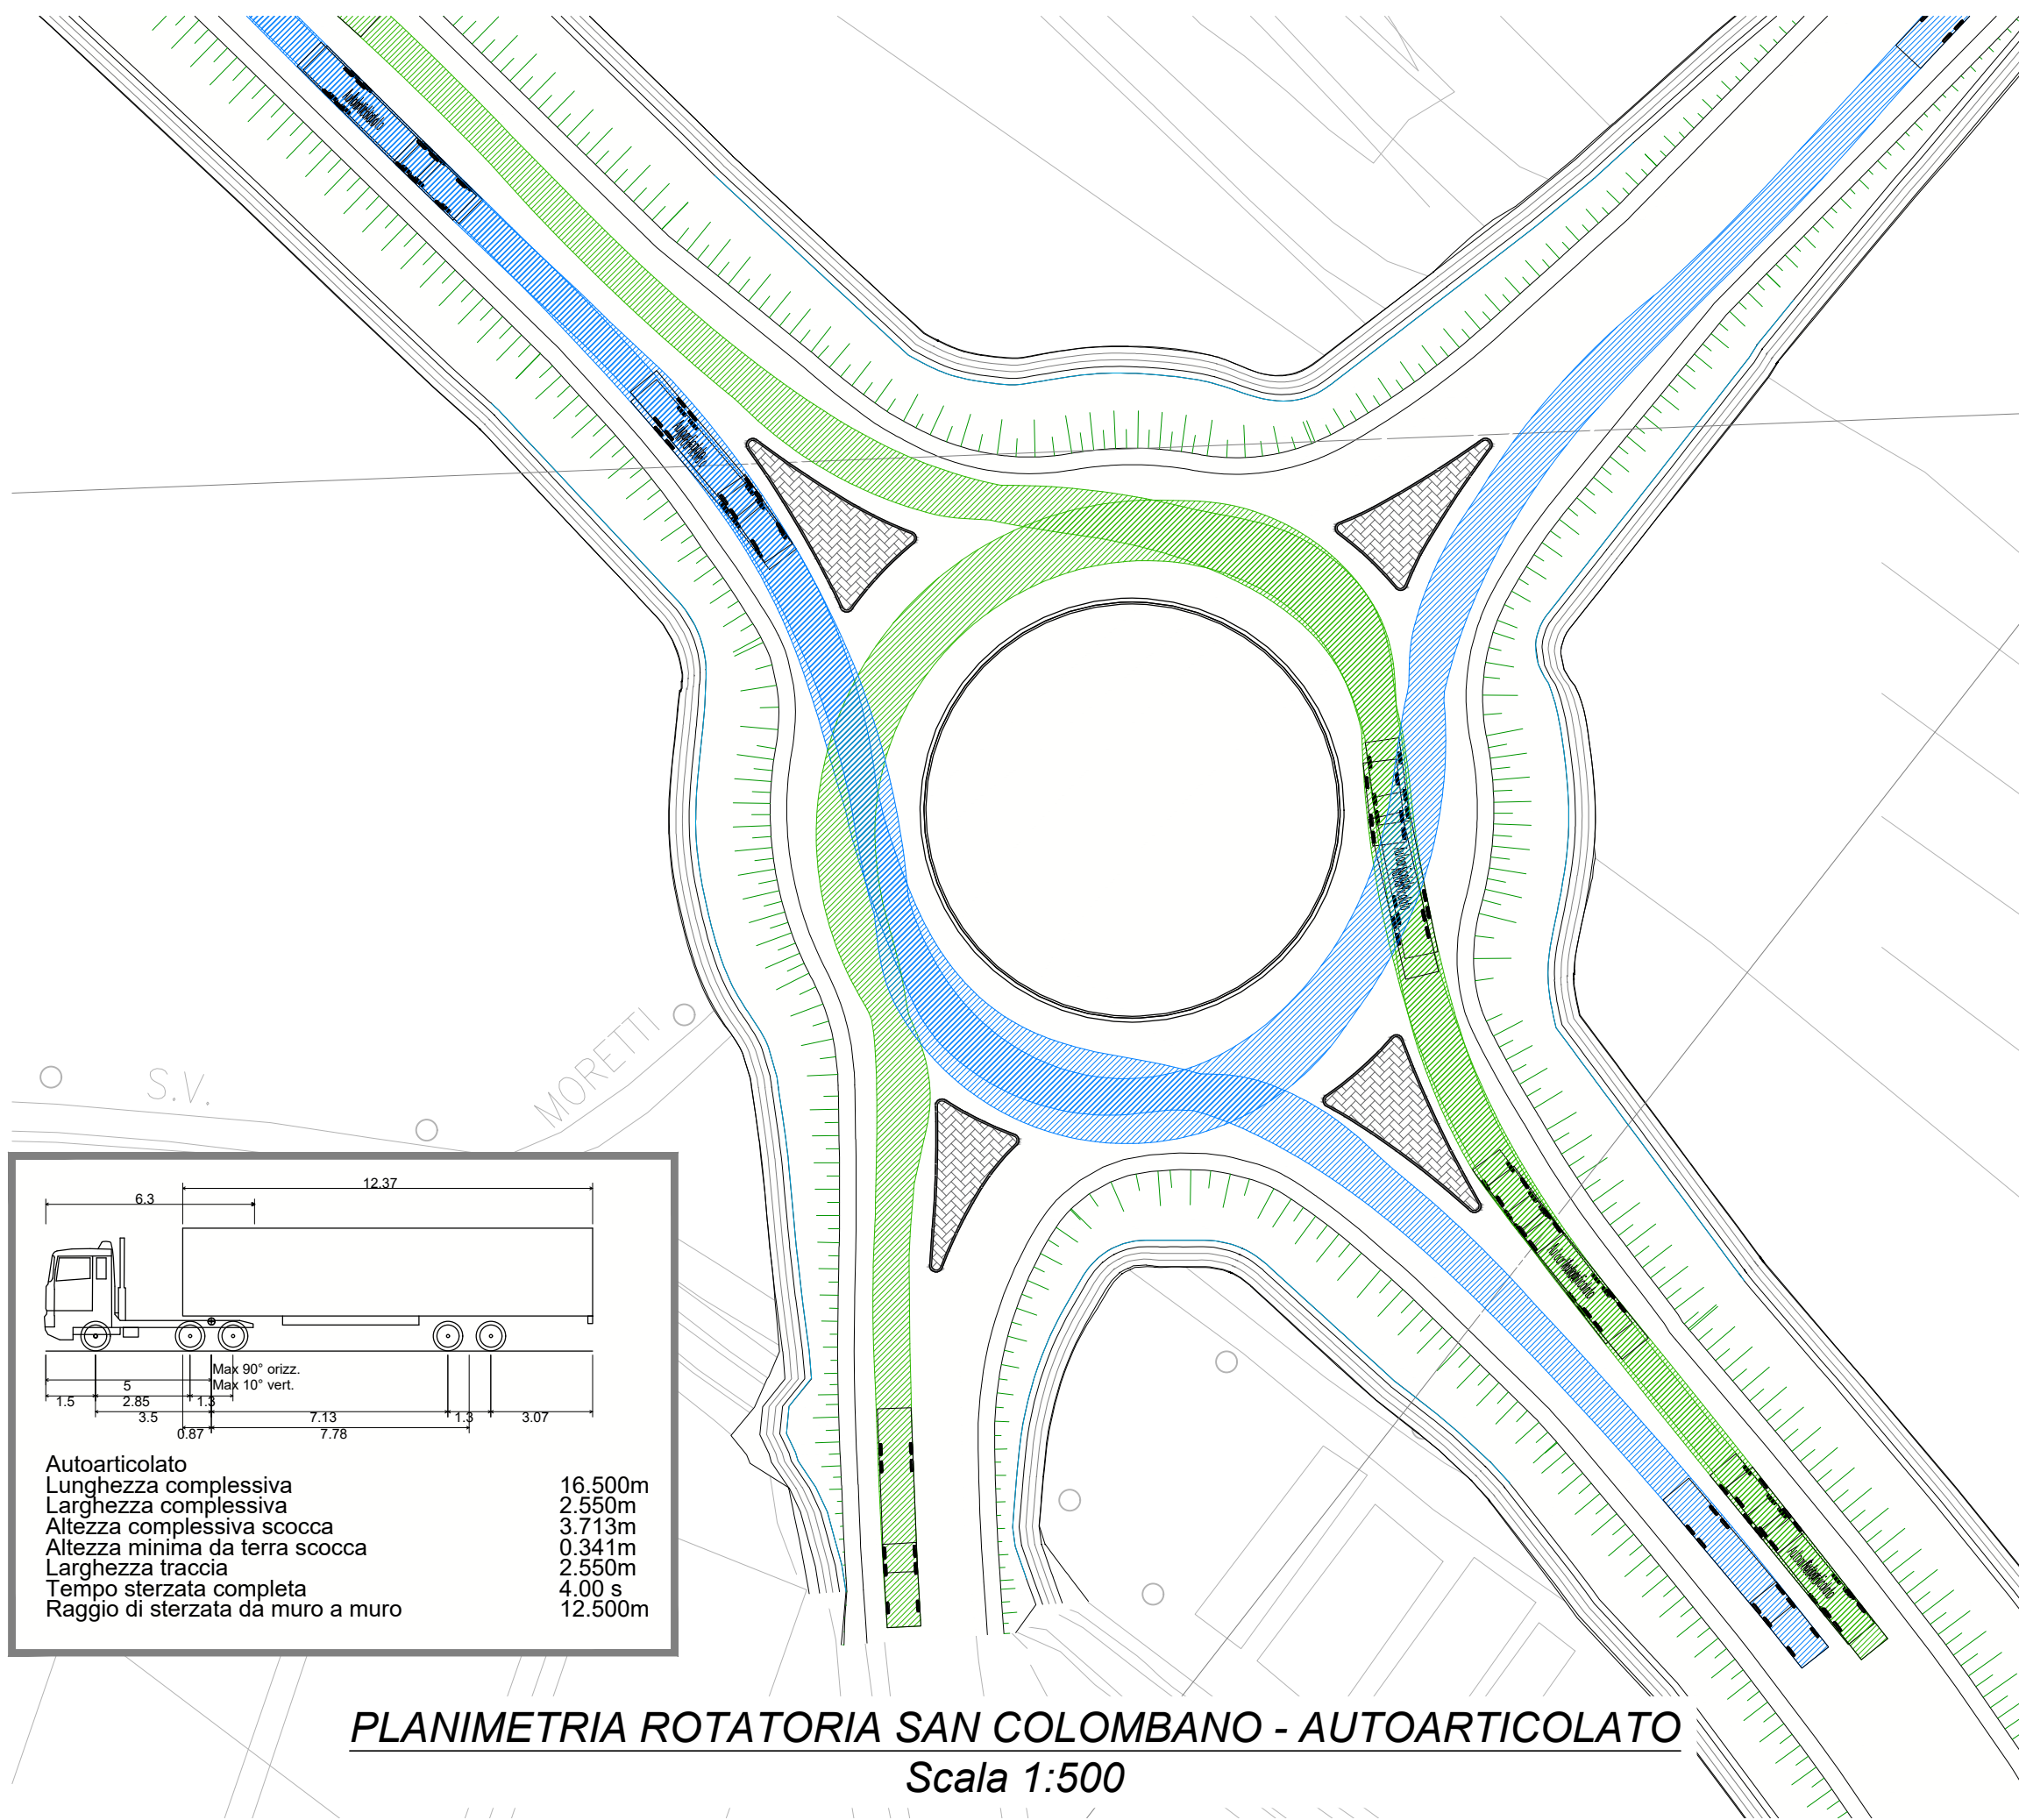 Autoarticolato
S.V.
MORETTI
12.37
6.3
Max 90° orizz.
Max 10° vert.
5
1.5
2.85
1.3
3.5
7.13
1.3
3.07
0.87
7.78
Autoarticolato
Lunghezza complessiva 16.500m
Larghezza complessiva 2.550m
Altezza complessiva scocca 3.713m
Altezza minima da terra scocca 0.341m
Larghezza traccia 2.550m
Tempo sterzata completa 4.00 s
Raggio di sterzata da muro a muro 12.500m
PLANIMETRIA ROTATORIA SAN COLOMBANO - AUTOARTICOLATO
Scala 1:500